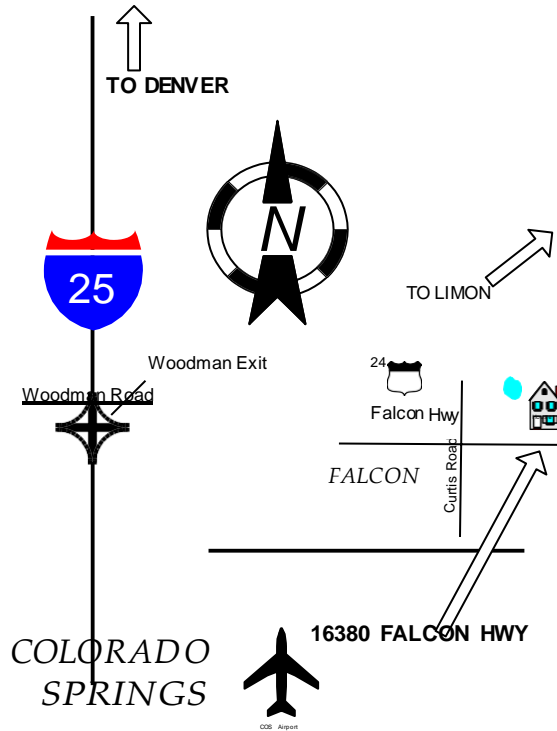 TO DENVER
N
25
TO LIMON
Woodman Exit
24
Woodman Road
Falcon Hwy
FALCON
Curtis Road
16380 FALCON HWY
COLORADO
SPRINGS
COS Airport